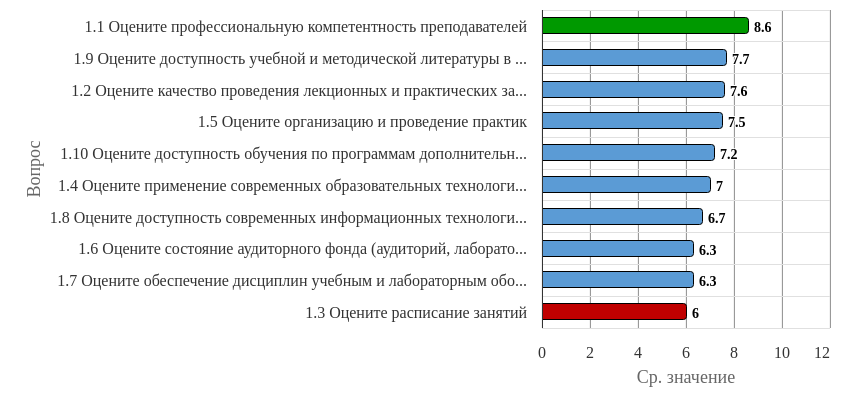 1.1 Оцените профессиональную компетентность преподавателей 8.6
1.9 Оцените доступность учебной и методической литературы в ... 7.7
1.2 Оцените качество проведения лекционных и практических за... 7.6
1.5 Оцените организацию и проведение практик 7.5
1.10 Оцените доступность обучения по программам дополнительн... 7.2
1.4 Оцените применение современных образовательных технологи... 7
1.8 Оцените доступность современных информационных технологи... 6.7
1.6 Оцените состояние аудиторного фонда (аудиторий, лаборато... 6.3
1.7 Оцените обеспечение дисциплин учебным и лабораторным обо... 6.3
1.3 Оцените расписание занятий 6
Вопрос
0 2 4 6 8 10 12
Ср. значение